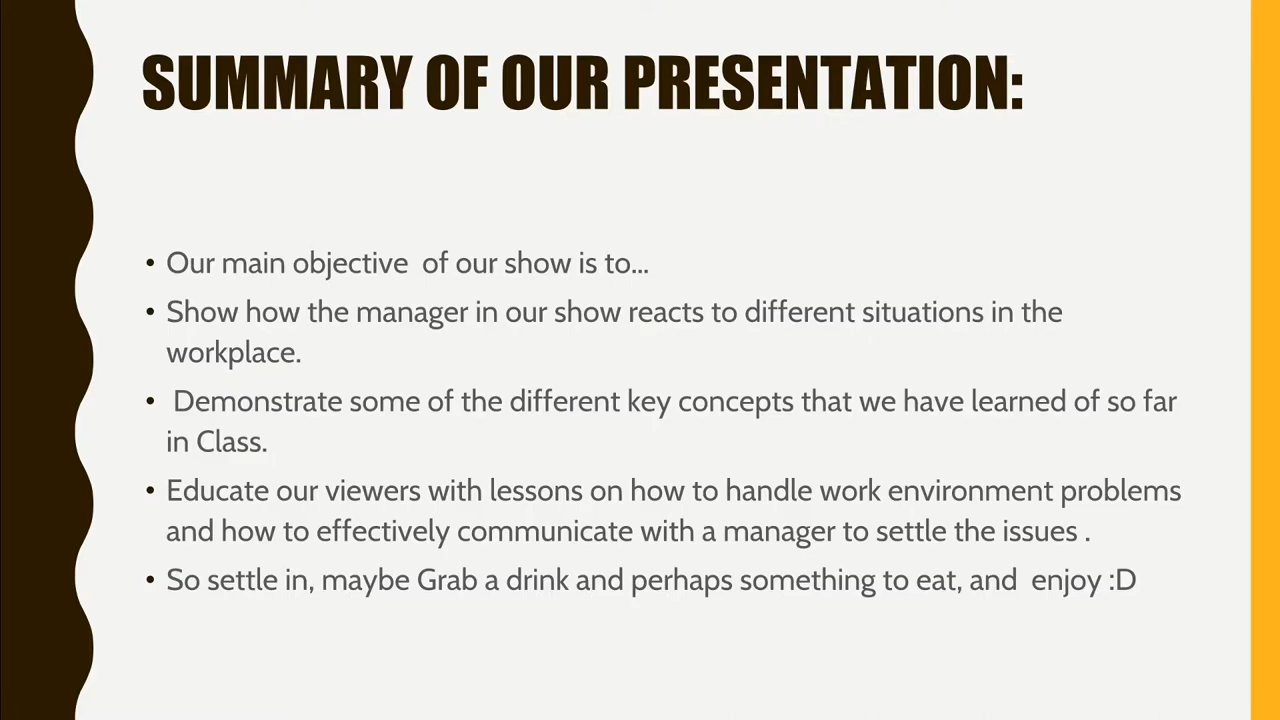 SUMMARY OF OUR PRESENTATION:
• Our main objective  of our show is to...
• Show how the manager in our show reacts to different situations in the
workplace.
•  Demonstrate some of the different key concepts that we have learned of so far
in Class.
• Educate our viewers with lessons on how to handle work environment problems
and how to effectively communicate with a manager to settle the issues .
• So settle in, maybe Grab a drink and perhaps something to eat, and  enjoy :D